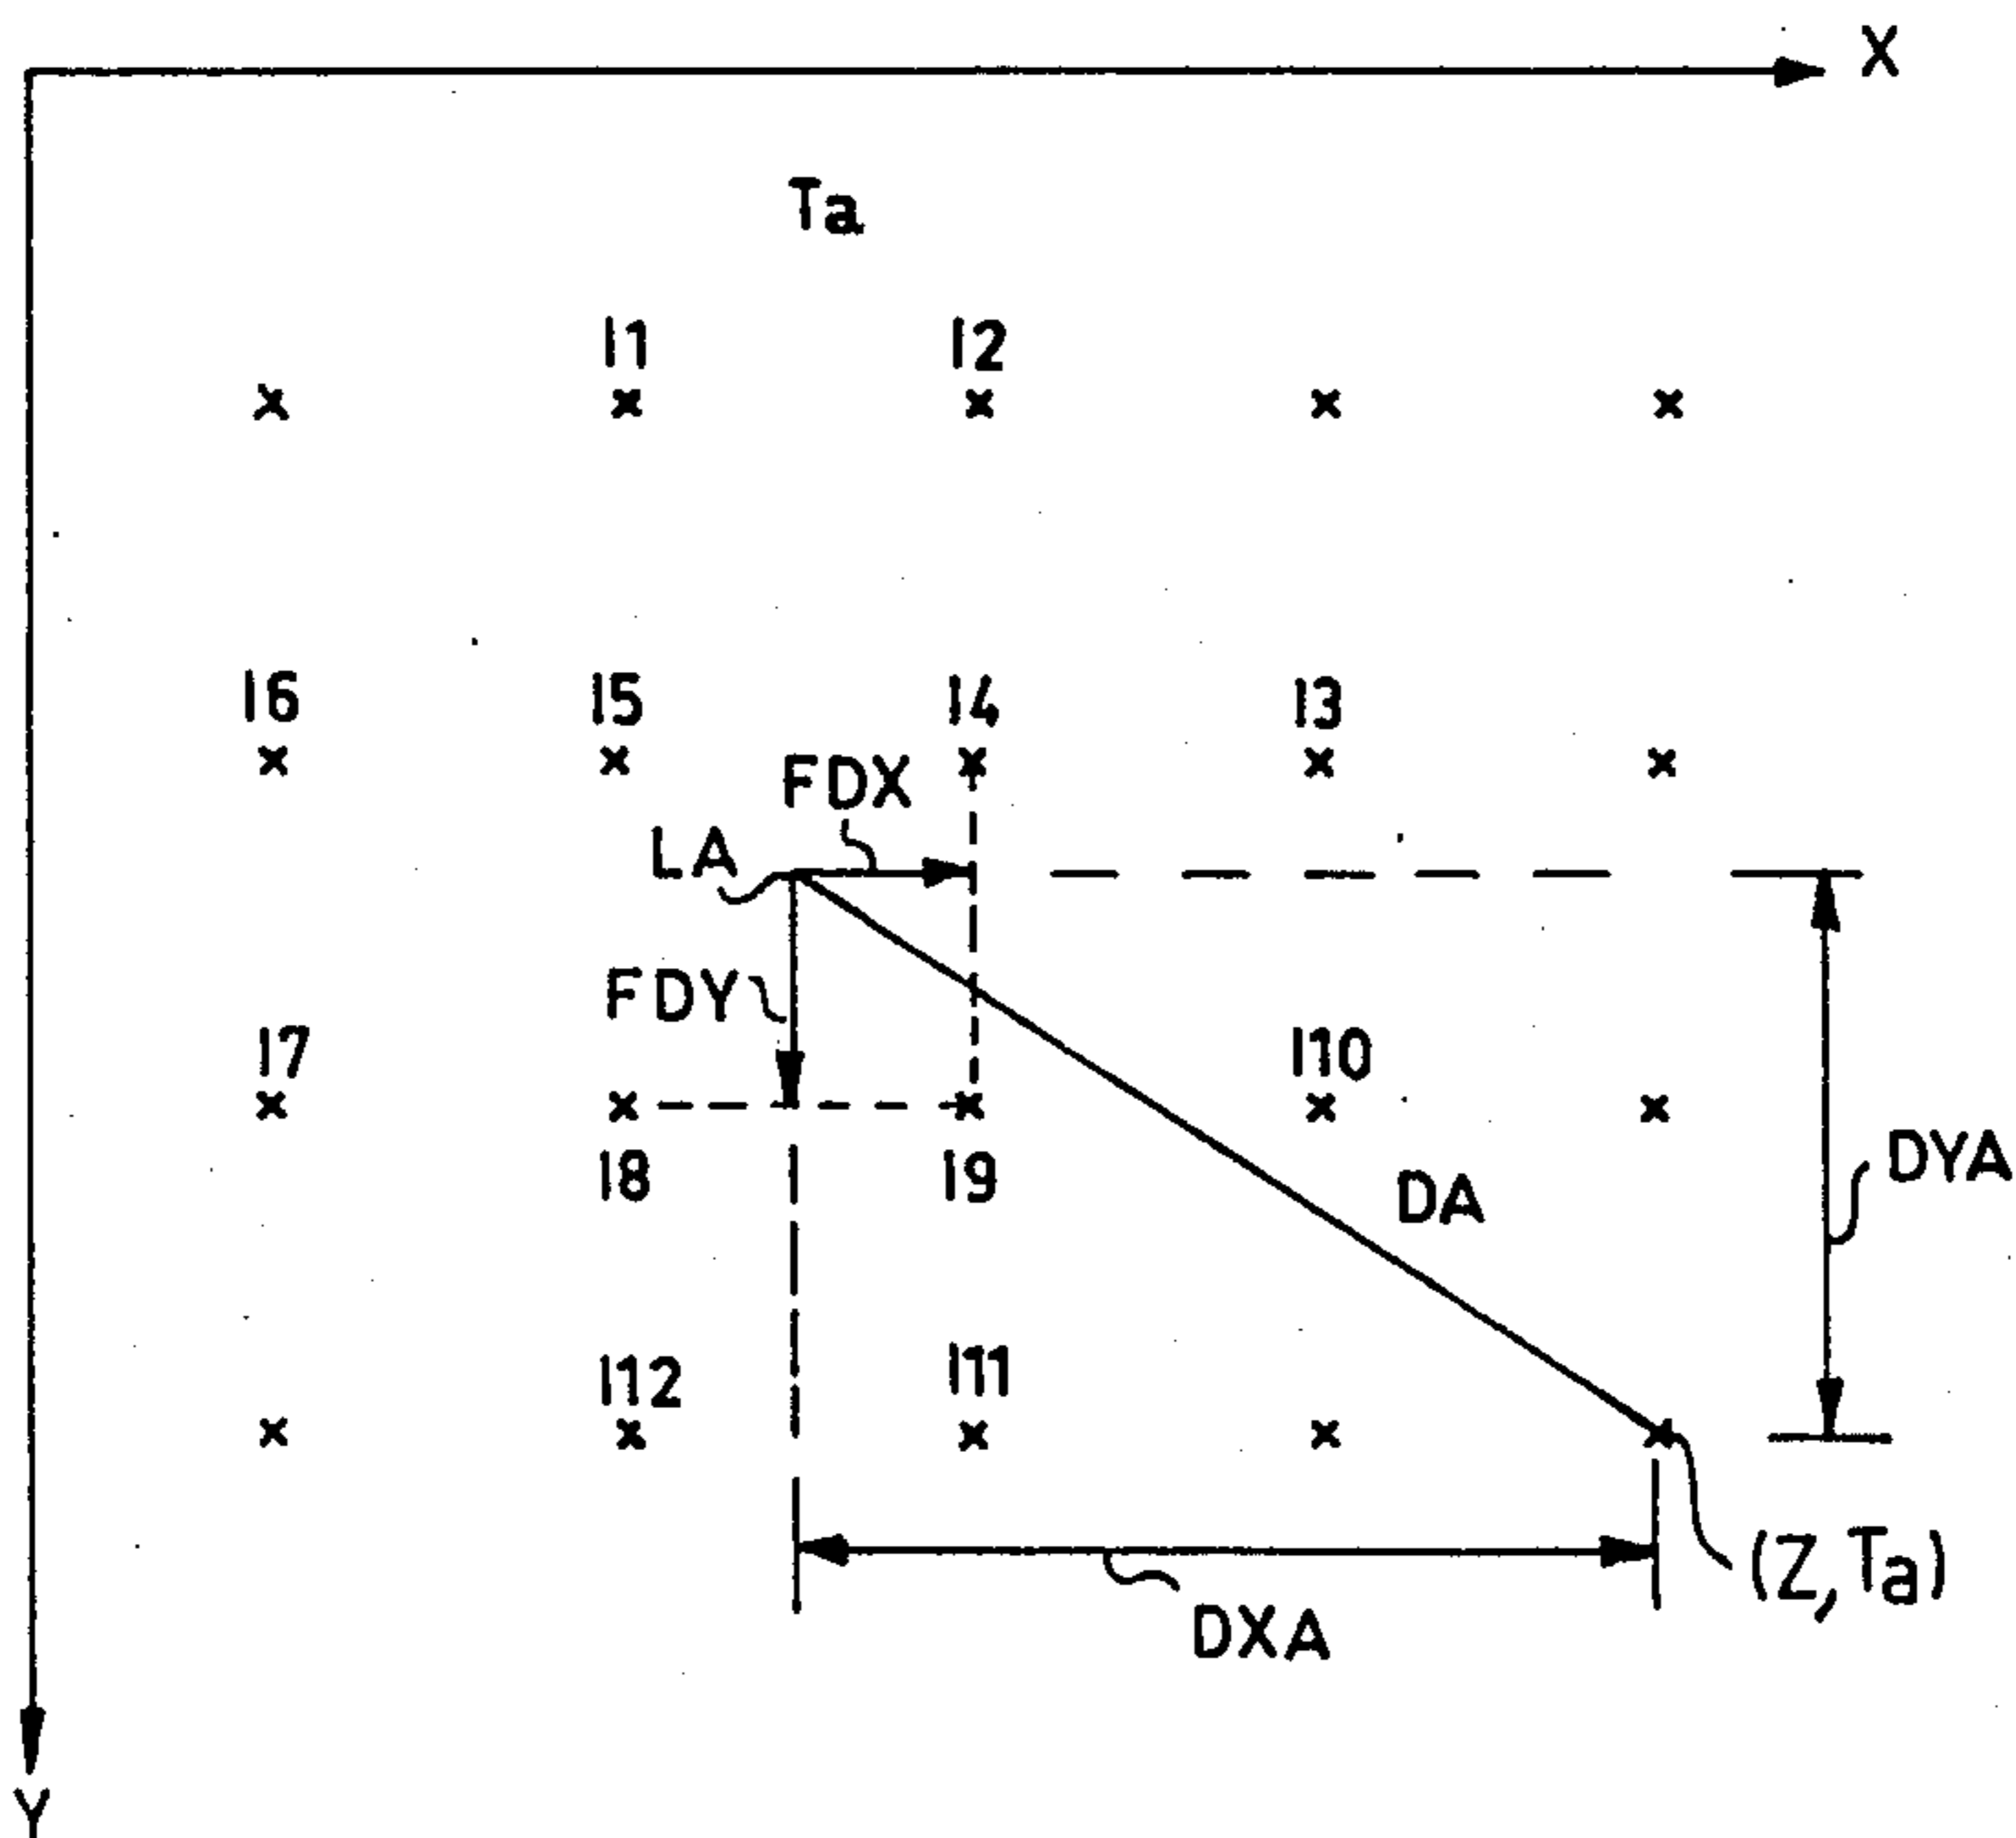 X
Ta
I1 I2
I6 I5 I4 I3
FDX
LA
FDY
I7 I10
DYA
I8 I9
DA
I12 I11
(Z,Ta)
DXA
Y